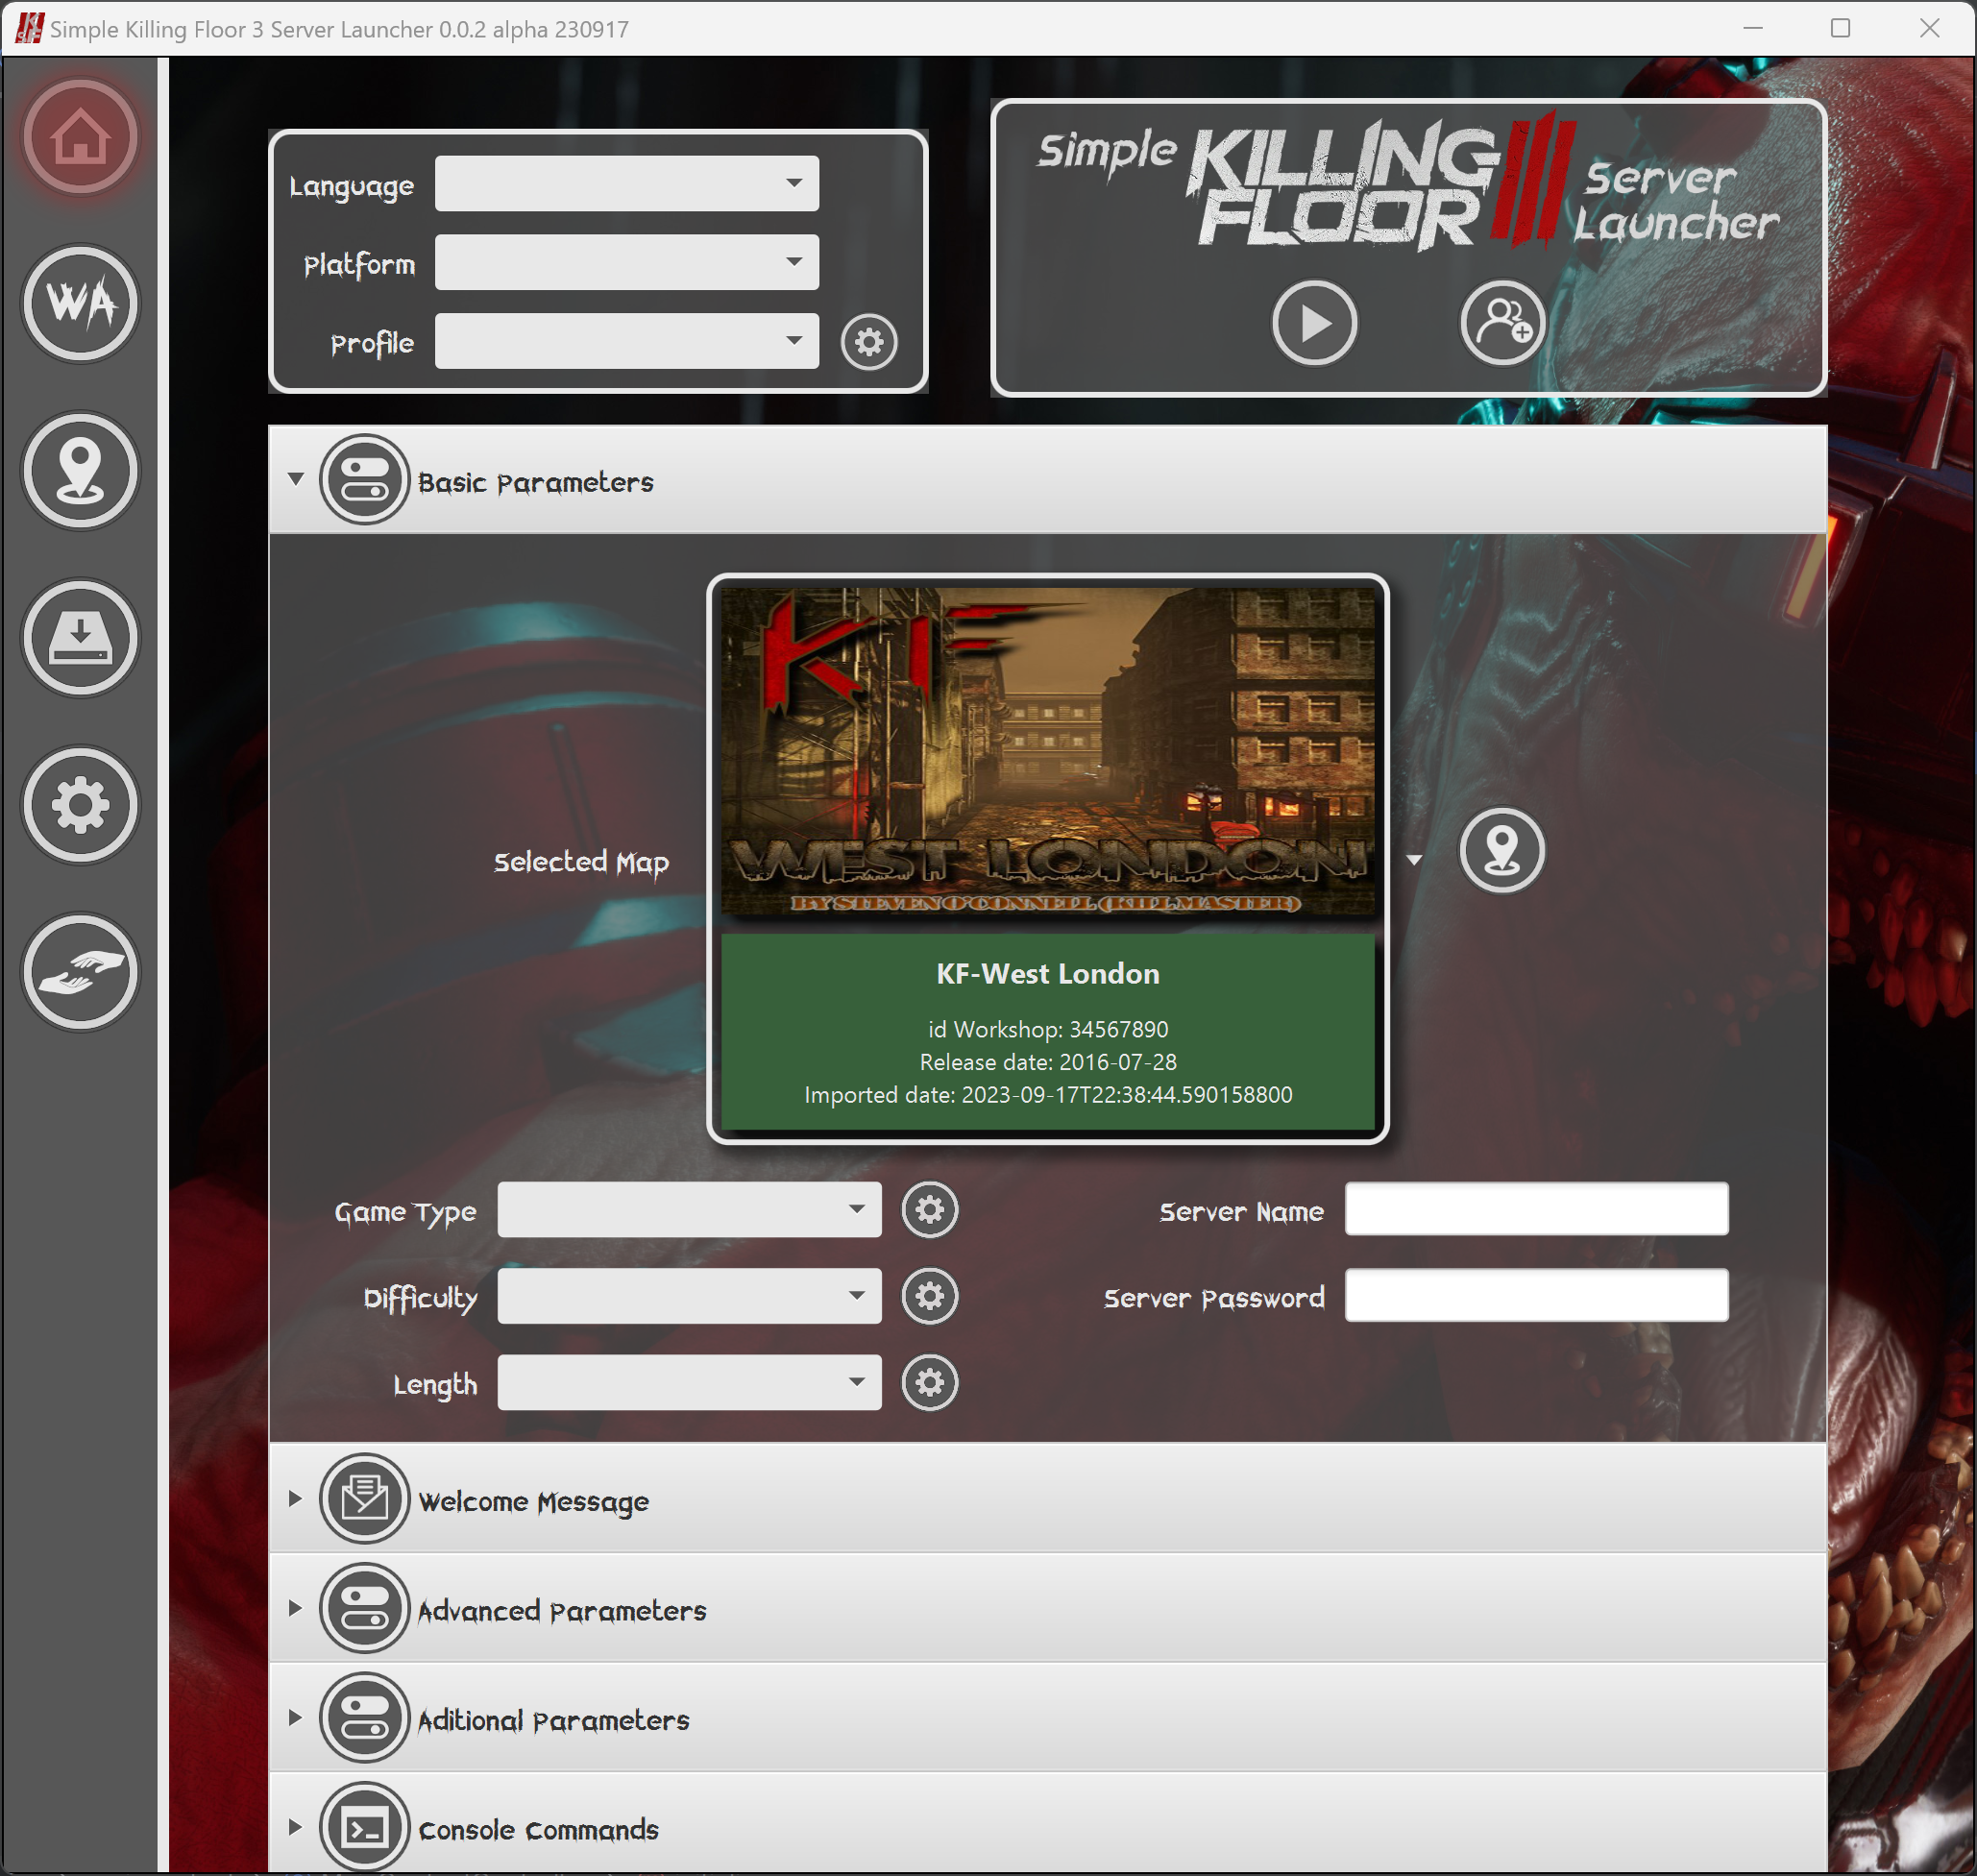 Simple Killing Floor 3 Server Launcher 0.0.2 alpha 230917
WA
Language
Platform
Profile
Simple KILLING FLOOR III Server Launcher
Basic Parameters
Selected Map
KF
WEST LONDON
BY STEVEN O'CONNELL (KILLMASTER)
KF-West London
id Workshop: 34567890
Release date: 2016-07-28
Imported date: 2023-09-17T22:38:44.590158800
Game Type
Server Name
Difficulty
Server Password
Length
Welcome Message
Advanced Parameters
Aditional Parameters
Console Commands